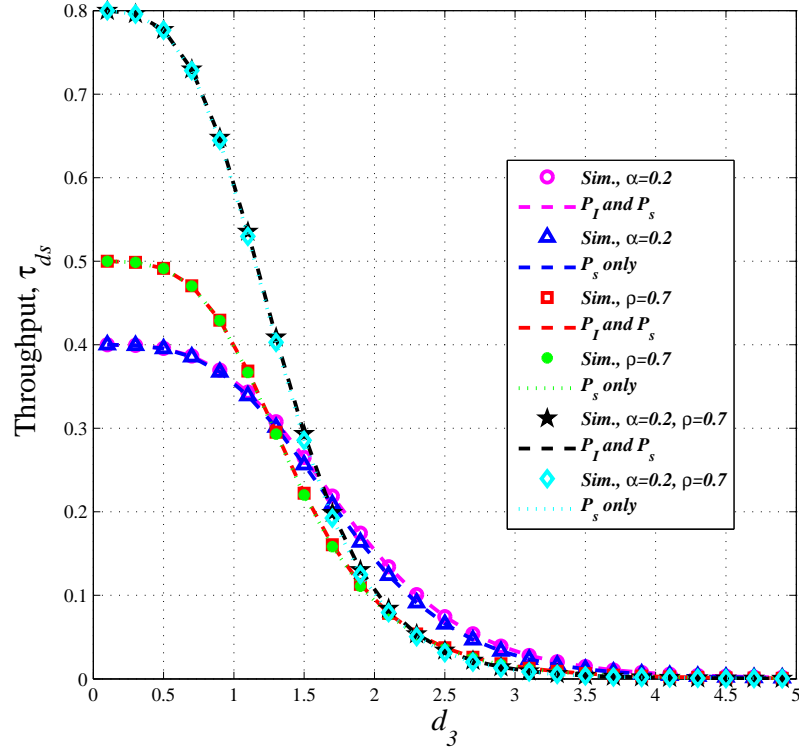 0.8
0.7
0.6
0.5
0.4
0.3
0.2
0.1
0
Throughput, τds
Sim., α=0.2
PI and Ps
Sim., α=0.2
Ps only
Sim., ρ=0.7
PI and Ps
Sim., ρ=0.7
Ps only
Sim., α=0.2, ρ=0.7
PI and Ps
Sim., α=0.2, ρ=0.7
Ps only
0 0.5 1 1.5 2 2.5 3 3.5 4 4.5 5
d3